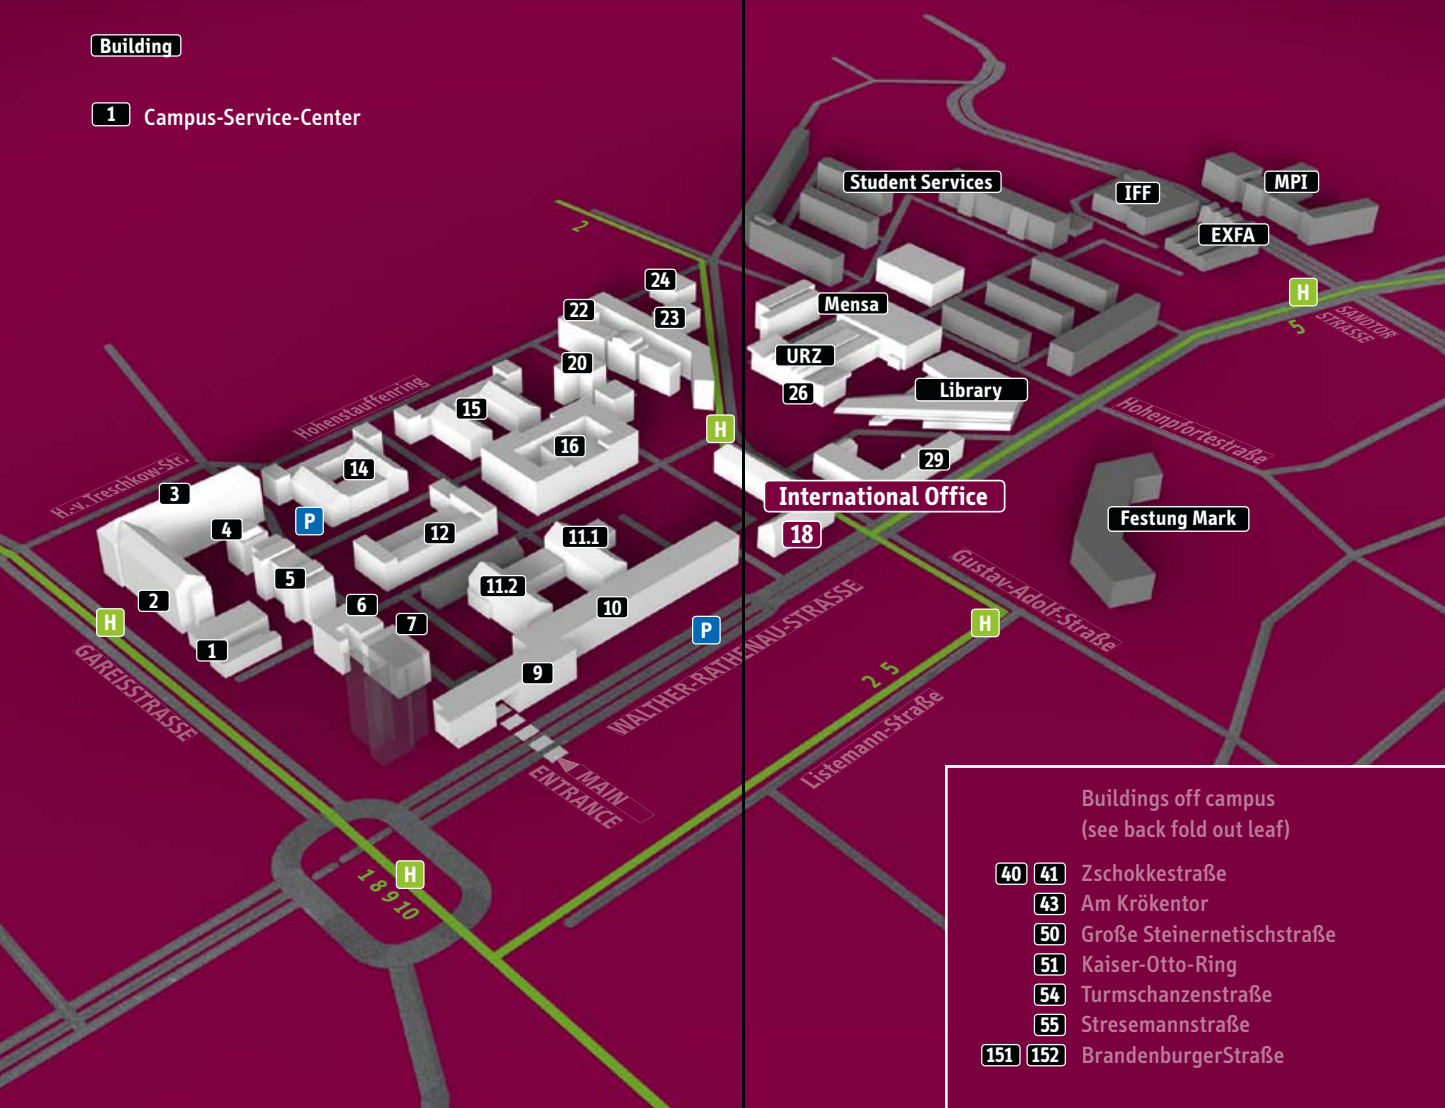 Building
1 Campus-Service-Center
Student Services
IFF
MPI
EXFA
2
24
22
23
Mensa
H
5
SANDTOR
STRASSE
URZ
20
26
Library
Hohenstauffenring
15
H
Hohenpfortestraße
16
29
H.-v.Treschkow-Str.
14
3
International Office
P
4
12
11.1
18
Festung Mark
Gustav-Adolf-Straße
5
11.2
2
6
10
H
7
P
H
1
WALTHER-RATHENAU-STRASSE
GAREISSTRASSE
9
2 5
Listemann-Straße
MAIN
ENTRANCE
H
1 8 9 10
Buildings off campus
(see back fold out leaf)
40 41 Zschokkestraße
43 Am Krökentor
50 Große Steinernetischstraße
51 Kaiser-Otto-Ring
54 Turmschanzenstraße
55 Stresemannstraße
151 152 BrandenburgerStraße